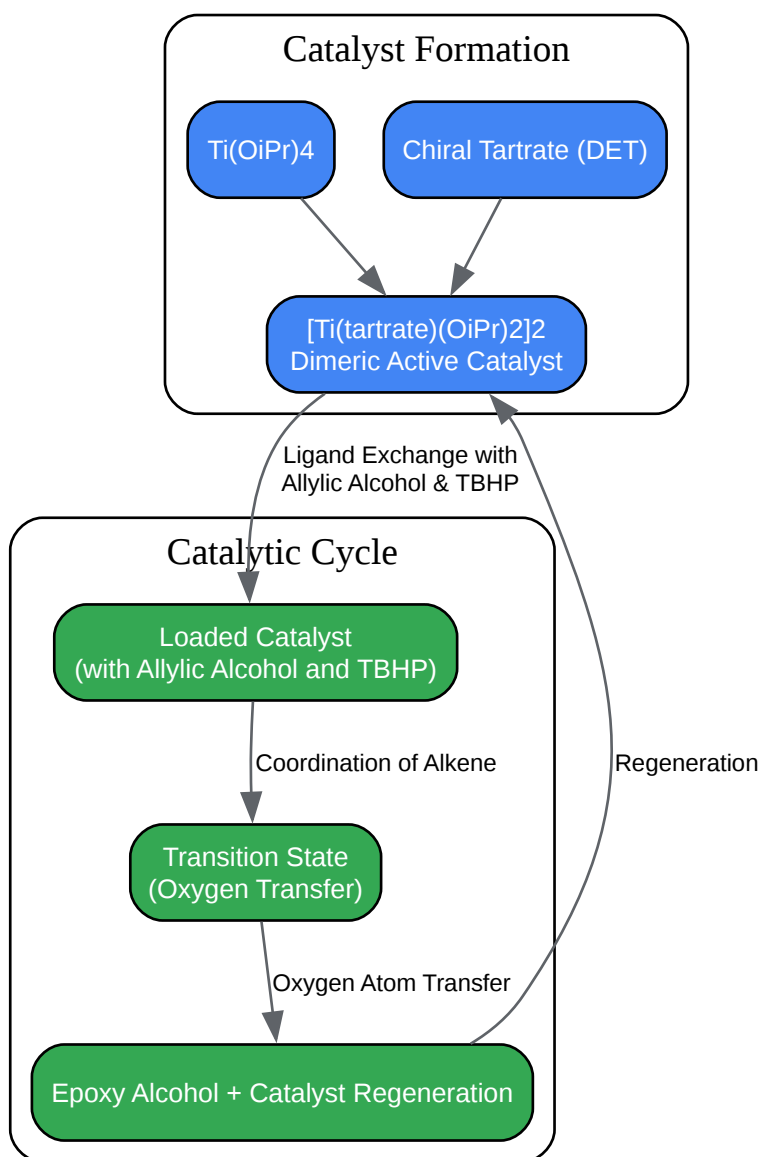 Catalyst Formation
Ti(OiPr)4
Chiral Tartrate (DET)
[Ti(tartrate)(OiPr)2]2
Dimeric Active Catalyst
Ligand Exchange with
Allylic Alcohol & TBHP
Catalytic Cycle
Loaded Catalyst
(with Allylic Alcohol and TBHP)
Coordination of Alkene
Regeneration
Transition State
(Oxygen Transfer)
Oxygen Atom Transfer
Epoxy Alcohol + Catalyst Regeneration